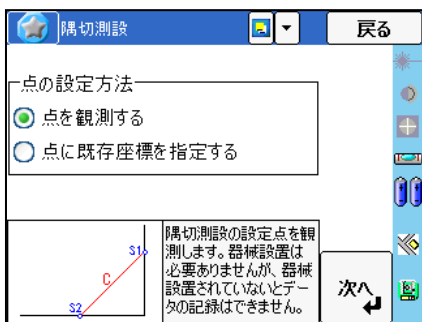 隅切測設
戻る
点の設定方法
点を観測する
点に既存座標を指定する
S1
C
S2
隅切測設の設定点を観
測します。器械設置は
必要ありませんが、器械
設置されていないとデー
タの記録はできません。
次へ